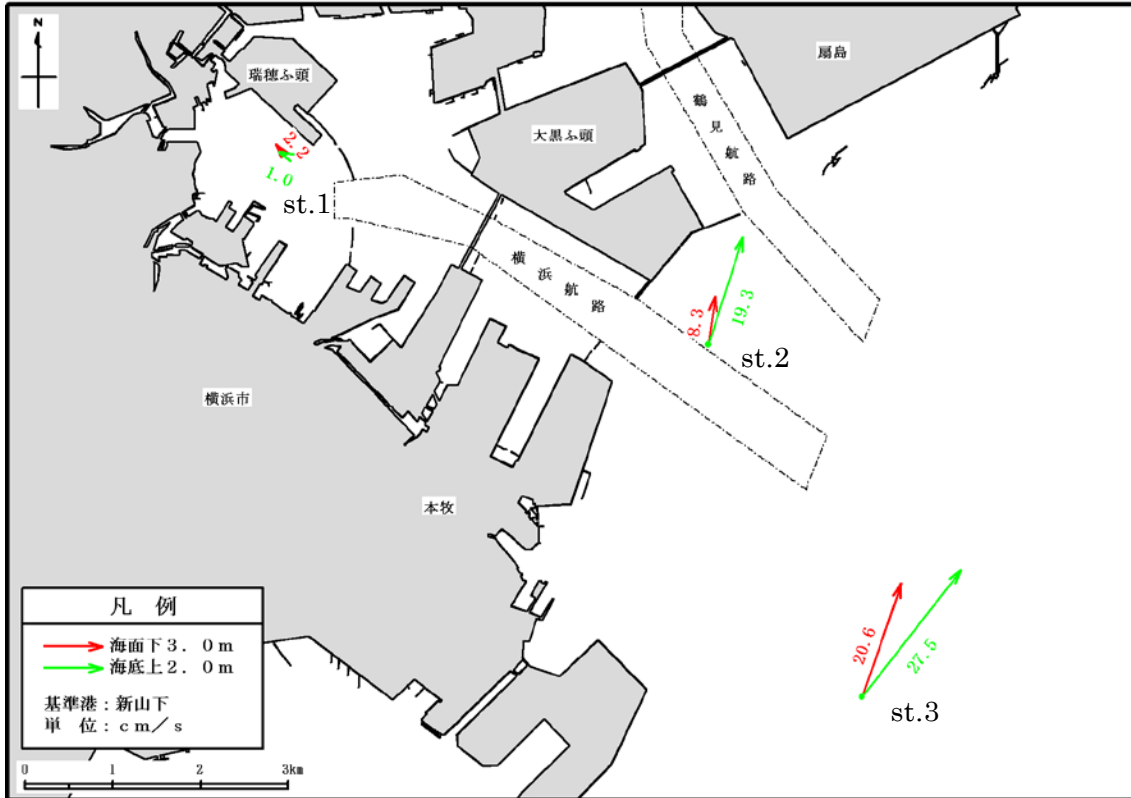 N
瑞穂ふ頭
扇島
大黒ふ頭
鶴見航路
2.2
1.0
st.1
横浜航路
8.3
19.3
st.2
横浜市
本牧
20.6
27.5
st.3
凡 例
海面下3.0m
海底上2.0m
基準港:新山下
単 位:cm/s
0 1 2 3km